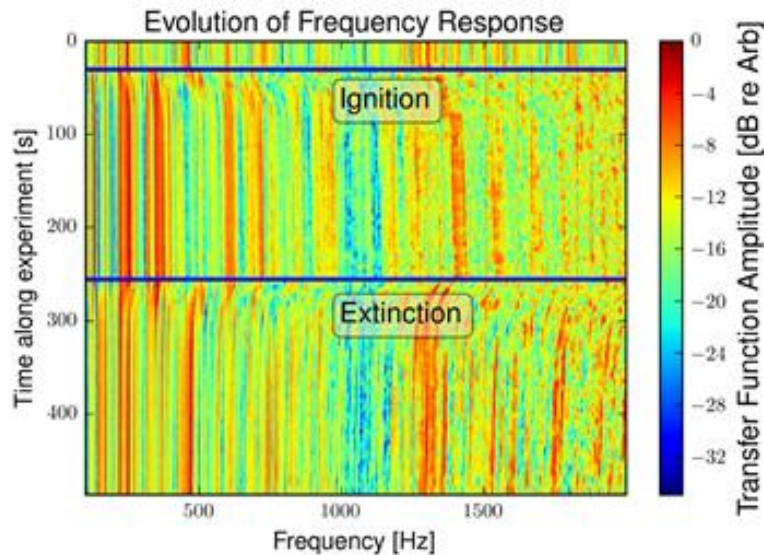 Evolution of Frequency Response
0
100
200
300
400
Time along experiment [s]
Ignition
Extinction
500
1000
1500
Frequency [Hz]
0
−4
−8
−12
−16
−20
−24
−28
−32
Transfer Function Amplitude [dB re Arb]